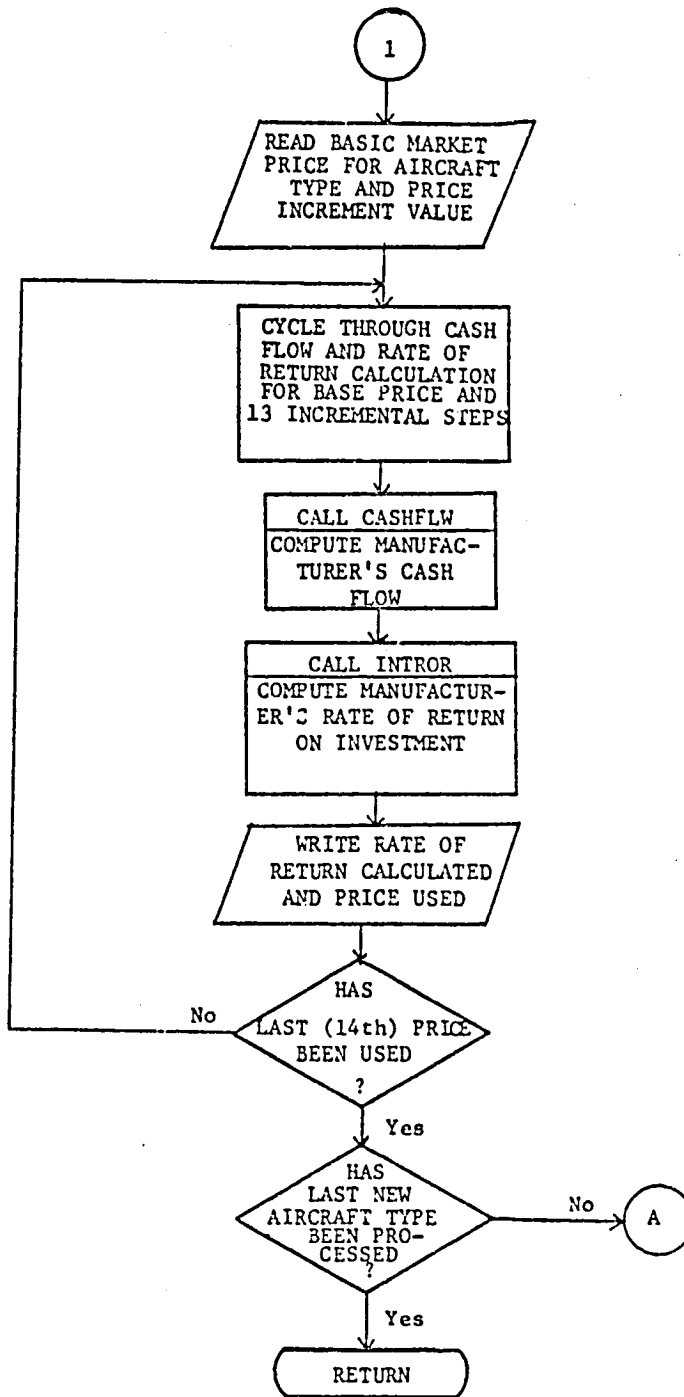 1
READ BASIC MARKET
PRICE FOR AIRCRAFT
TYPE AND PRICE
INCREMENT VALUE
CYCLE THROUGH CASH
FLOW AND RATE OF
RETURN CALCULATION
FOR BASE PRICE AND
13 INCREMENTAL STEPS
CALL CASHFLW
COMPUTE MANUFAC-
TURER'S CASH
FLOW
CALL INTROR
COMPUTE MANUFACTUR-
ER'S RATE OF RETURN
ON INVESTMENT
WRITE RATE OF
RETURN CALCULATED
AND PRICE USED
HAS
No
LAST (14th) PRICE
BEEN USED
?
Yes
HAS
LAST NEW
AIRCRAFT TYPE
BEEN PRO-
CESSED
?
No
A
Yes
RETURN